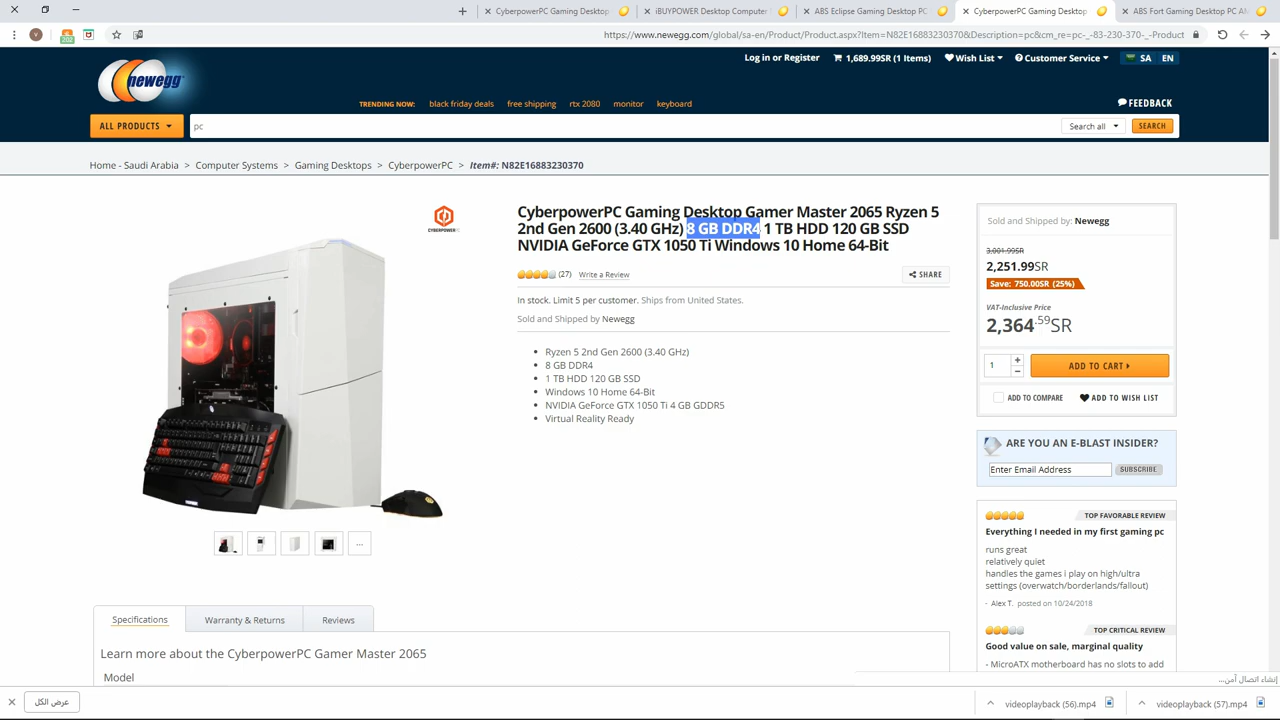 CyberpowerPC Gaming Desktop
iBUYPOWER Desktop Computer
ABS Eclipse Gaming Desktop PC
CyberpowerPC Gaming Desktop
ABS Fort Gaming Desktop PC AM
https://www.newegg.com/global/sa-en/Product/Product.aspx?Item=N82E16883230370&Description=pc&cm_re=pc-_-83-230-370-_-Product
newegg
Log in or Register
1,689.99SR (1 Items)
Wish List
Customer Service
SA
EN
TRENDING NOW: black friday deals free shipping rtx 2080 monitor keyboard
FEEDBACK
ALL PRODUCTS
pc
Search all
SEARCH
Home - Saudi Arabia > Computer Systems > Gaming Desktops > CyberpowerPC > Item#: N82E16883230370
CYBERPOWERPC
CyberpowerPC Gaming Desktop Gamer Master 2065 Ryzen 5
2nd Gen 2600 (3.40 GHz) 8 GB DDR4 1 TB HDD 120 GB SSD
NVIDIA GeForce GTX 1050 Ti Windows 10 Home 64-Bit
(27) Write a Review
SHARE
In stock. Limit 5 per customer. Ships from United States.
Sold and Shipped by Newegg
Ryzen 5 2nd Gen 2600 (3.40 GHz)
8 GB DDR4
1 TB HDD 120 GB SSD
Windows 10 Home 64-Bit
NVIDIA GeForce GTX 1050 Ti 4 GB GDDR5
Virtual Reality Ready
Sold and Shipped by: Newegg
3,001.99SR
2,251.99SR
Save: 750.00SR (25%)
VAT-Inclusive Price
2,364.59SR
1
ADD TO CART
ADD TO COMPARE
ADD TO WISH LIST
ARE YOU AN E-BLAST INSIDER?
Enter Email Address
SUBSCRIBE
TOP FAVORABLE REVIEW
Everything I needed in my first gaming pc
runs great
relatively quiet
handles the games i play on high/ultra
settings (overwatch/borderlands/fallout)
- Alex T. posted on 10/24/2018
TOP CRITICAL REVIEW
Good value on sale, marginal quality
- MicroATX motherboard has no slots to add
...
Specifications
Warranty & Returns
Reviews
Learn more about the CyberpowerPC Gamer Master 2065
Model
إنشاء اتصال آمن...
عرض الكل
videoplayback (56).mp4
videoplayback (57).mp4